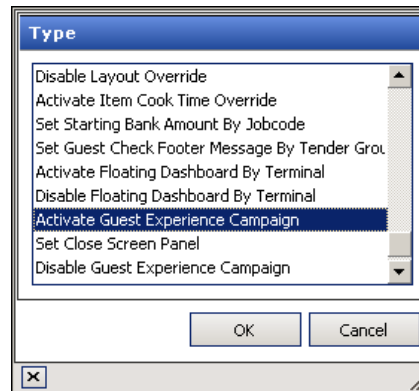 Type
Disable Layout Override
Activate Item Cook Time Override
Set Starting Bank Amount By Jobcode
Set Guest Check Footer Message By Tender Grou
Activate Floating Dashboard By Terminal
Disable Floating Dashboard By Terminal
Activate Guest Experience Campaign
Set Close Screen Panel
Disable Guest Experience Campaign
OK
Cancel